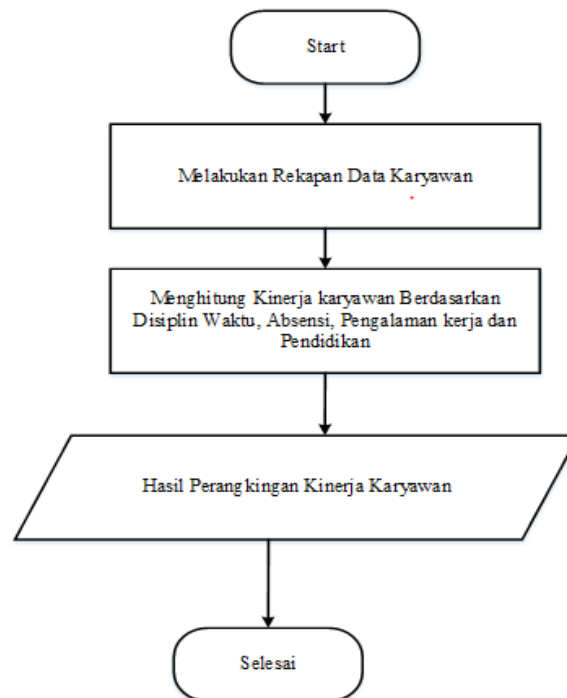 Start
Melakukan Rekapan Data Karyawan
Menghitung Kinerja karyawan Berdasarkan
Disiplin Waktu, Absensi, Pengalaman kerja dan
Pendidikan
Hasil Perangkingan Kinerja Karyawan
Selesai